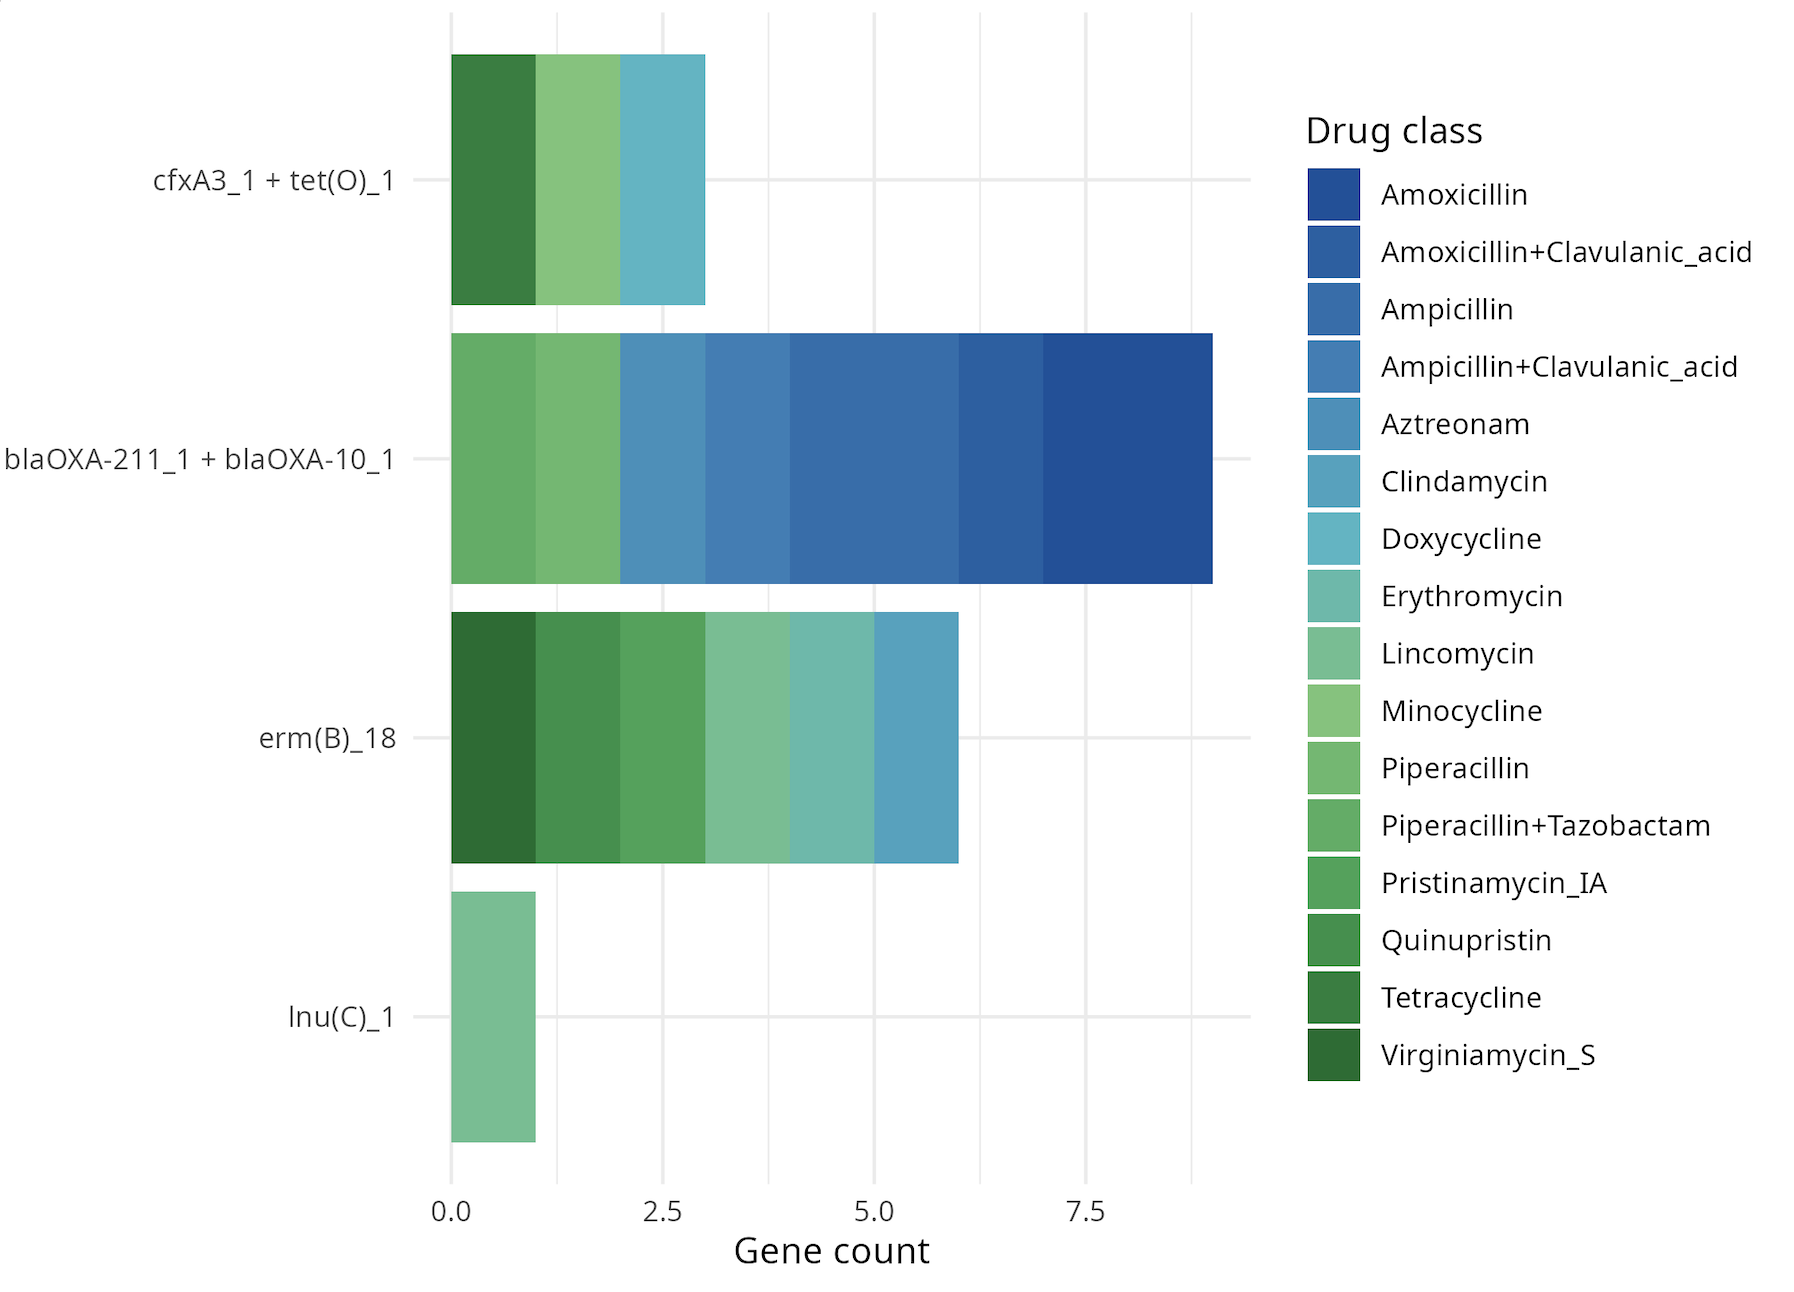 cfxA3_1 + tet(O)_1
blaOXA-211_1 + blaOXA-10_1
erm(B)_18
lnu(C)_1
0.0 2.5 5.0 7.5
Gene count
Drug class
Amoxicillin
Amoxicillin+Clavulanic_acid
Ampicillin
Ampicillin+Clavulanic_acid
Aztreonam
Clindamycin
Doxycycline
Erythromycin
Lincomycin
Minocycline
Piperacillin
Piperacillin+Tazobactam
Pristinamycin_IA
Quinupristin
Tetracycline
Virginiamycin_S